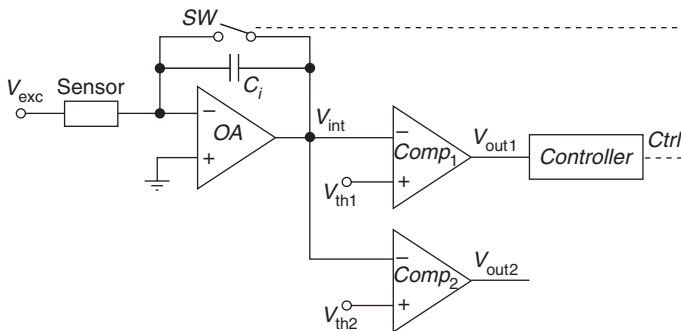 SW
C_i
V_exc
Sensor
−
OA
+
V_int
−
Comp_1
+
V_th1
V_out1
Controller
Ctrl
−
Comp_2
+
V_th2
V_out2